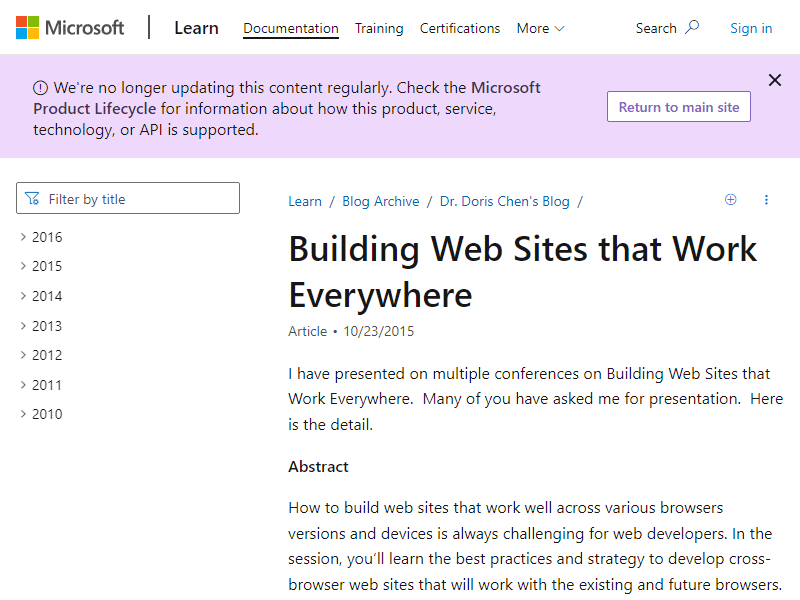 Microsoft
Learn
Documentation
Training
Certifications
More
Search
Sign in
We're no longer updating this content regularly. Check the Microsoft
Product Lifecycle for information about how this product, service,
technology, or API is supported.
Return to main site
Filter by title
2016
2015
2014
2013
2012
2011
2010
Learn / Blog Archive / Dr. Doris Chen's Blog /
Building Web Sites that Work
Everywhere
Article • 10/23/2015
I have presented on multiple conferences on Building Web Sites that
Work Everywhere.  Many of you have asked me for presentation.  Here
is the detail.
Abstract
How to build web sites that work well across various browsers
versions and devices is always challenging for web developers. In the
session, you’ll learn the best practices and strategy to develop cross-
browser web sites that will work with the existing and future browsers.